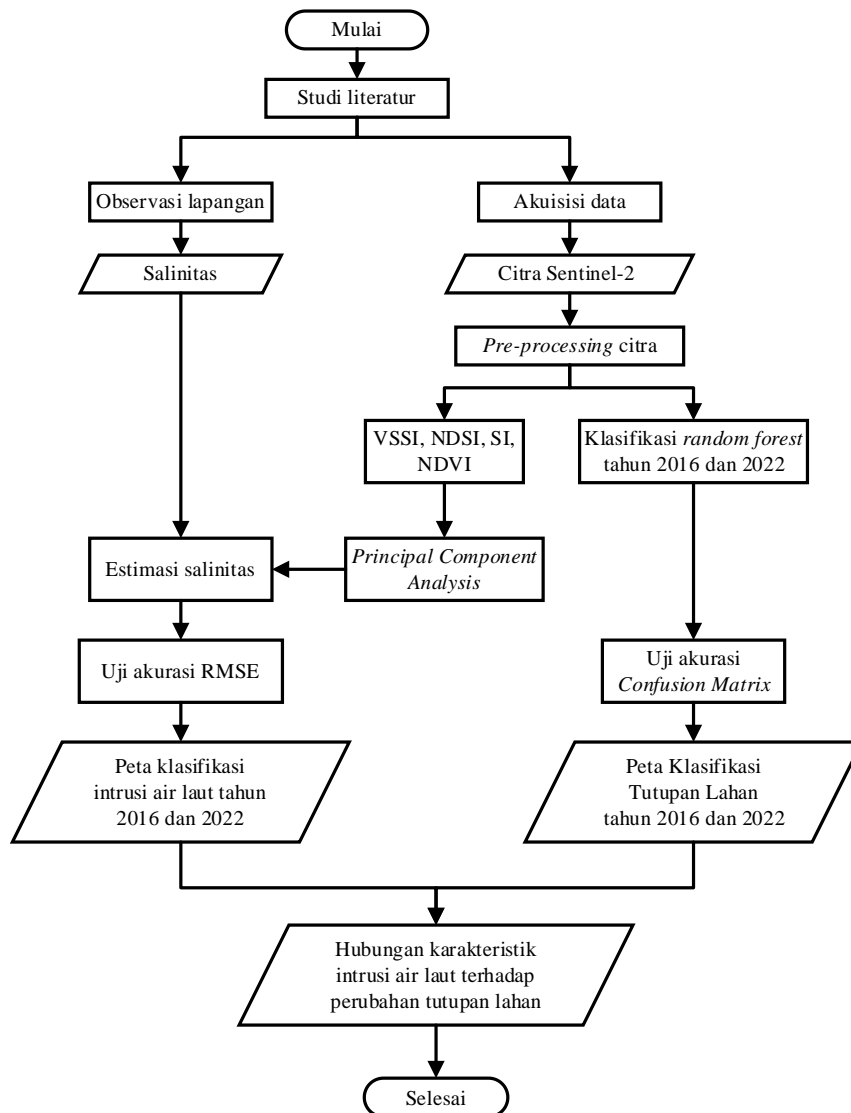 Mulai
Studi literatur
Observasi lapangan
Akuisisi data
Salinitas
Citra Sentinel-2
Pre-processing citra
VSSI, NDSI, SI,
NDVI
Klasifikasi random forest
tahun 2016 dan 2022
Estimasi salinitas
Principal Component
Analysis
Uji akurasi RMSE
Uji akurasi
Confusion Matrix
Peta klasifikasi
intrusi air laut tahun
2016 dan 2022
Peta Klasifikasi
Tutupan Lahan
tahun 2016 dan 2022
Hubungan karakteristik
intrusi air laut terhadap
perubahan tutupan lahan
Selesai